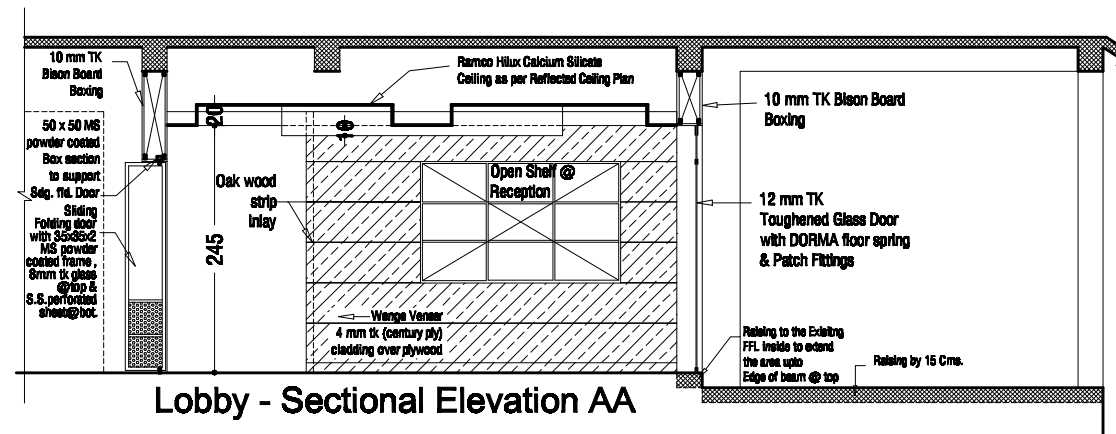 10 mm TK
Bison Board
Boxing
50 x 50 MS
powder coated
Box section
to support
Sdg. fld. Door
Sliding
Folding door
with 35x35x2
MS powder
coated frame ,
8mm tk glass
@top &
S.S.perforated
sheet@bot.
Ramco Hilux Calcium Silicate
Ceiling as per Reflected Ceiling Plan
20
245
Oak wood
strip
inlay
Open Shelf @
Reception
Wenge Veneer
4 mm tk (century ply)
cladding over plywood
10 mm TK Bison Board
Boxing
12 mm TK
Toughened Glass Door
with DORMA floor spring
& Patch Fittings
Raising to the Existing
FFL Inside to extend
the area upto
Edge of beam @ top
Raising by 15 Cms.
Lobby - Sectional Elevation AA